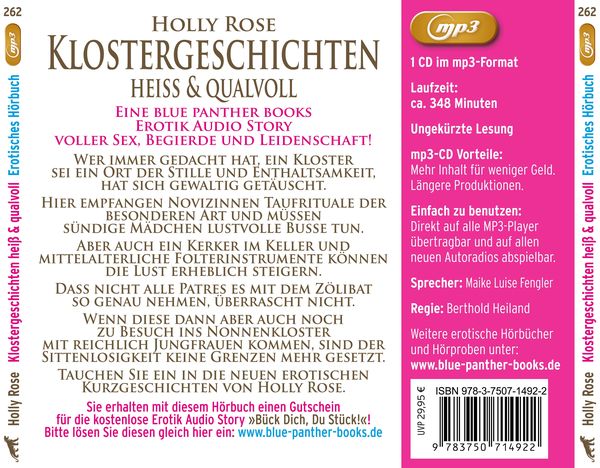 262
mp3
Erotisches Hörbuch
Klostergeschichten heiß & qualvoll
Holly Rose
HOLLY ROSE
KLOSTERGESCHICHTEN
HEISS & QUALVOLL
EINE BLUE PANTHER BOOKS
EROTIK AUDIO STORY
VOLLER SEX, BEGIERDE UND LEIDENSCHAFT!
WER IMMER GEDACHT HAT, EIN KLOSTER
SEI EIN ORT DER STILLE UND ENTHALTSAMKEIT,
HAT SICH GEWALTIG GETÄUSCHT.
HIER EMPFANGEN NOVIZINNEN TAUFRITUALE DER
BESONDEREN ART UND MÜSSEN
SÜNDIGE MÄDCHEN LUSTVOLLE BUSSE TUN.
ABER AUCH EIN KERKER IM KELLER UND
MITTELALTERLICHE FOLTERINSTRUMENTE KÖNNEN
DIE LUST ERHEBLICH STEIGERN.
DASS NICHT ALLE PATRES ES MIT DEM ZÖLIBAT
SO GENAU NEHMEN, ÜBERRASCHT NICHT.
WENN DIESE DANN ABER AUCH NOCH
ZU BESUCH INS NONNENKLOSTER
MIT REICHLICH JUNGFRAUEN KOMMEN, SIND DER
SITTENLOSIGKEIT KEINE GRENZEN MEHR GESETZT.
TAUCHEN SIE EIN IN DIE NEUEN EROTISCHEN
KURZGESCHICHTEN VON HOLLY ROSE.
Sie erhalten mit diesem Hörbuch einen Gutschein
für die kostenlose Erotik Audio Story »Bück Dich, Du Stück!«!
Bitte lösen Sie diesen gleich hier ein: www.blue-panther-books.de
mp3
1 CD im mp3-Format
Laufzeit:
ca. 348 Minuten
Ungekürzte Lesung
mp3-CD Vorteile:
Mehr Inhalt für weniger Geld.
Längere Produktionen.
Einfach zu benutzen:
Direkt auf alle MP3-Player
übertragbar und auf allen
neuen Autoradios abspielbar.
Sprecher: Maike Luise Fengler
Regie: Berthold Heiland
Weitere erotische Hörbücher
und Hörproben unter:
www.blue-panther-books.de
UVP 29,95 €
ISBN 978-3-7507-1492-2
9 783750 714922
262
mp3
Erotisches Hörbuch
Klostergeschichten heiß & qualvoll
Holly Rose